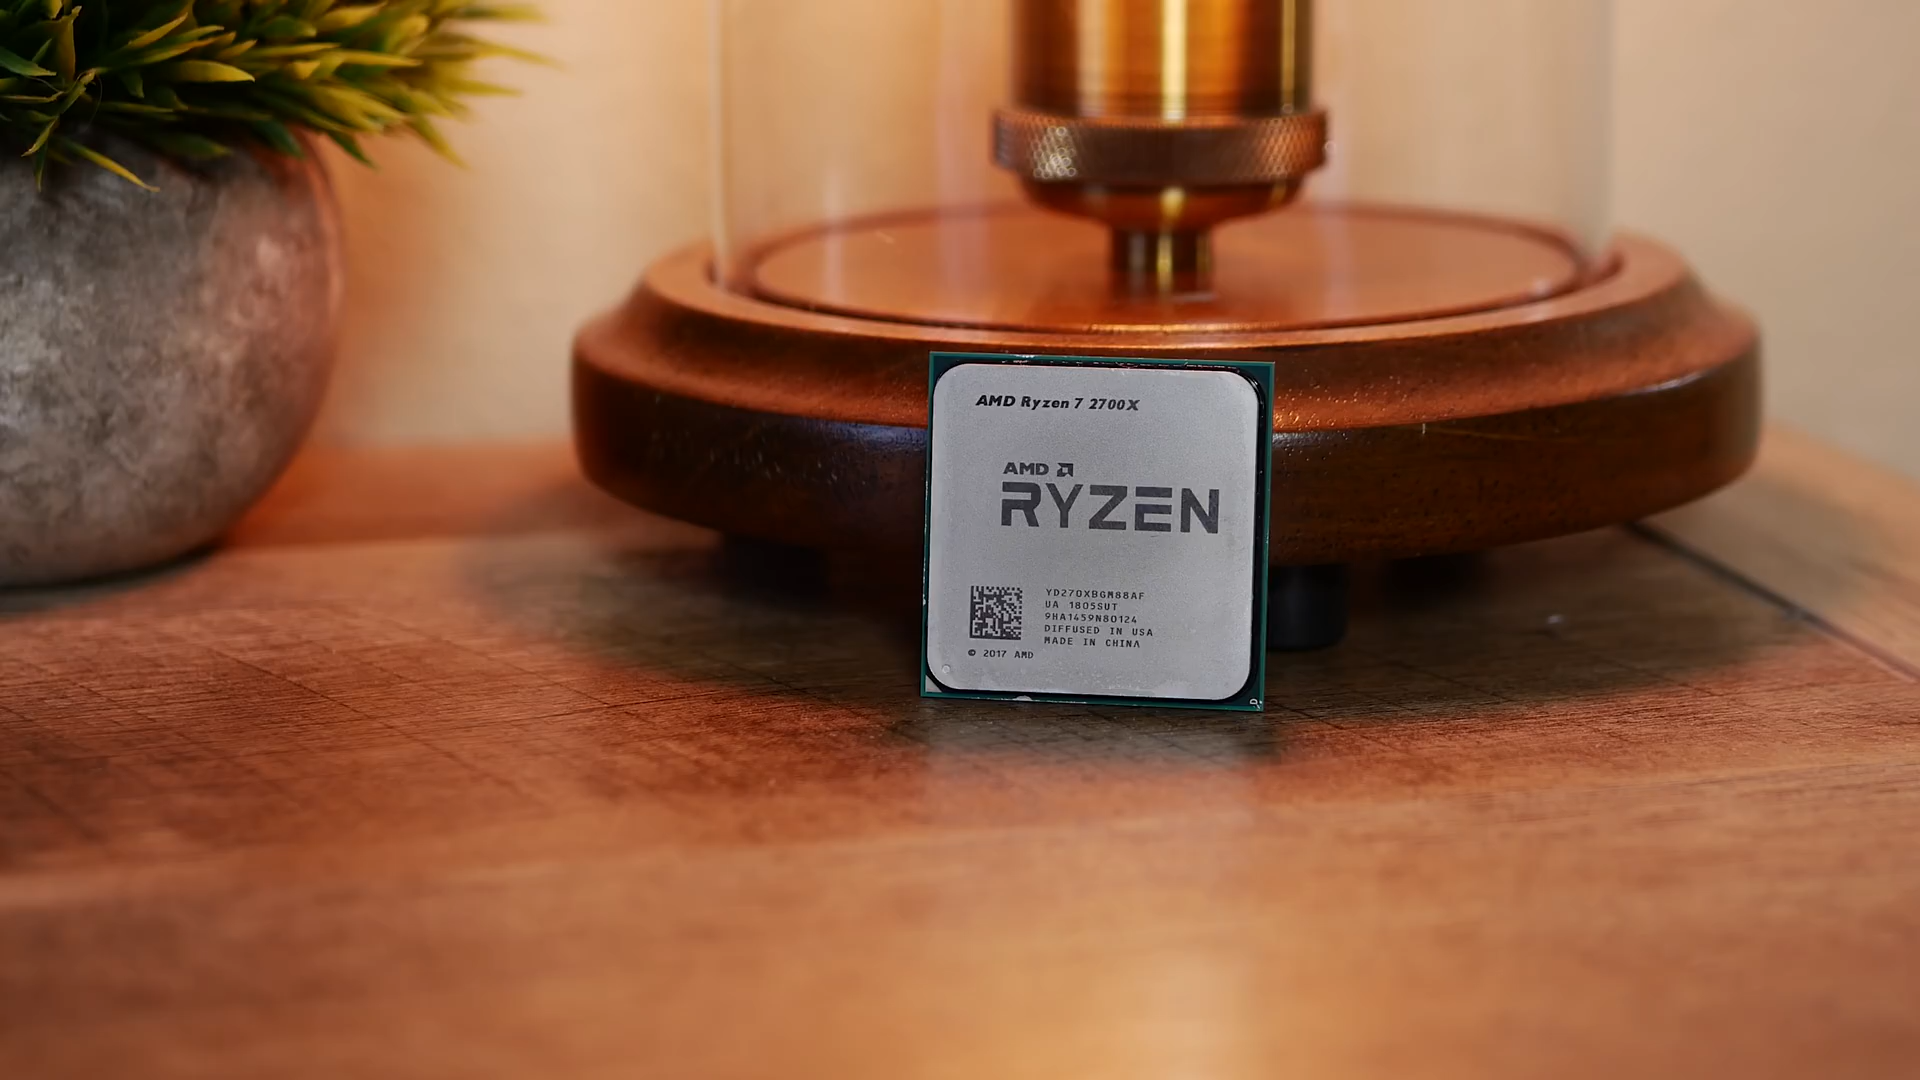 AMD Ryzen 7 2700X
AMD
RYZEN
YD270XBGM88AF
UA 1805SUT
9HA1459N80124
DIFFUSED IN USA
MADE IN CHINA
© 2017 AMD